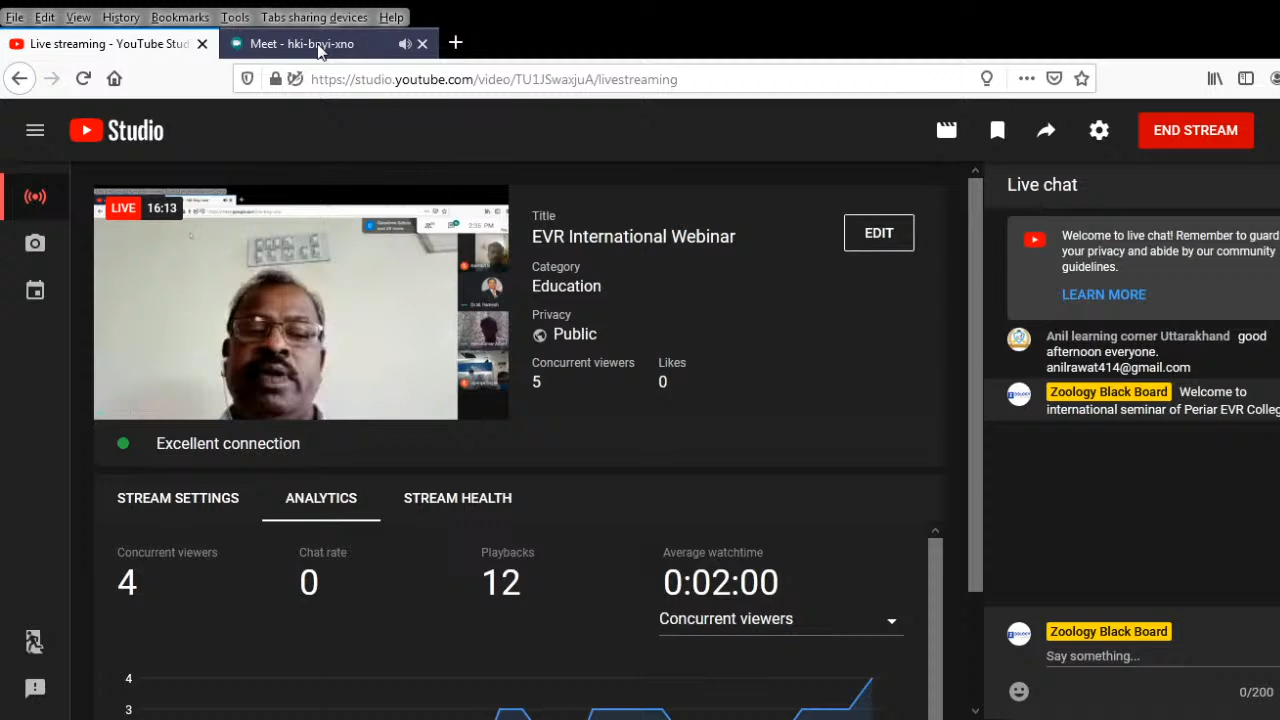 File Edit View History Bookmarks Tools Tabs sharing devices Help
Live streaming - YouTube Stud
Meet - hki-bnyi-xno
https://studio.youtube.com/video/TU1JSwaxjuA/livestreaming
Studio
END STREAM
LIVE 16:13
2:35 PM
Title
EVR International Webinar
EDIT
Category
Education
Privacy
Public
Concurrent viewers Likes
5 0
Excellent connection
STREAM SETTINGS ANALYTICS STREAM HEALTH
Concurrent viewers Chat rate Playbacks Average watchtime
4 0 12 0:02:00
Concurrent viewers
4
3
Live chat
Welcome to live chat! Remember to guard
your privacy and abide by our community
guidelines.
LEARN MORE
Anil learning corner Uttarakhand good
afternoon everyone.
anilrawat414@gmail.com
Zoology Black Board Welcome to
international seminar of Periar EVR Colleg
Zoology Black Board
Say something...
0/200